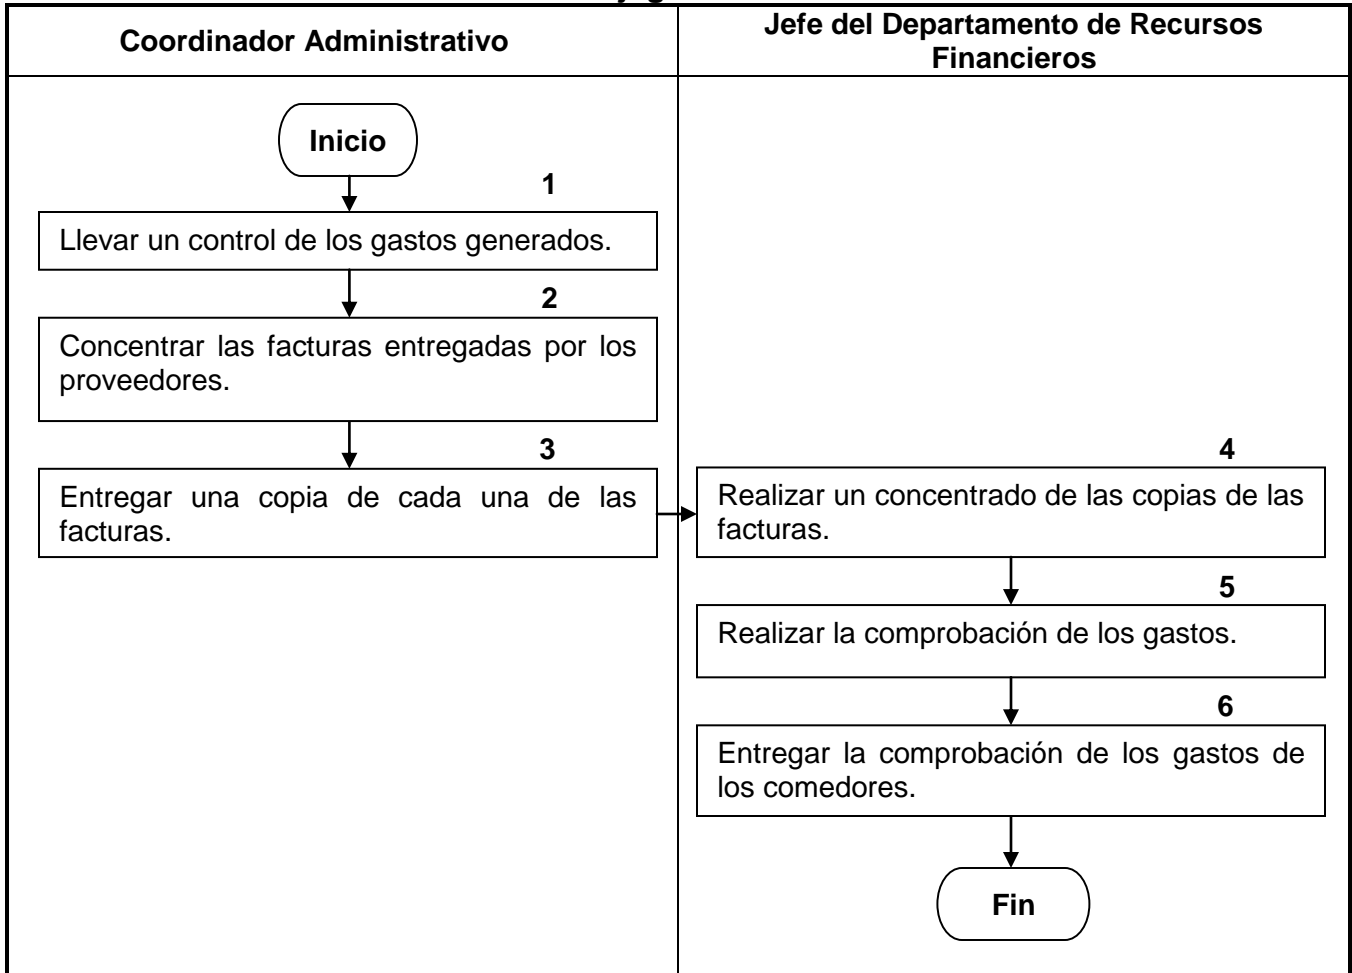 Coordinador Administrativo
Jefe del Departamento de Recursos
Financieros
Inicio
1
Llevar un control de los gastos generados.
2
Concentrar las facturas entregadas por los
proveedores.
3
Entregar una copia de cada una de las
facturas.
4
Realizar un concentrado de las copias de las
facturas.
5
Realizar la comprobación de los gastos.
6
Entregar la comprobación de los gastos de
los comedores.
Fin